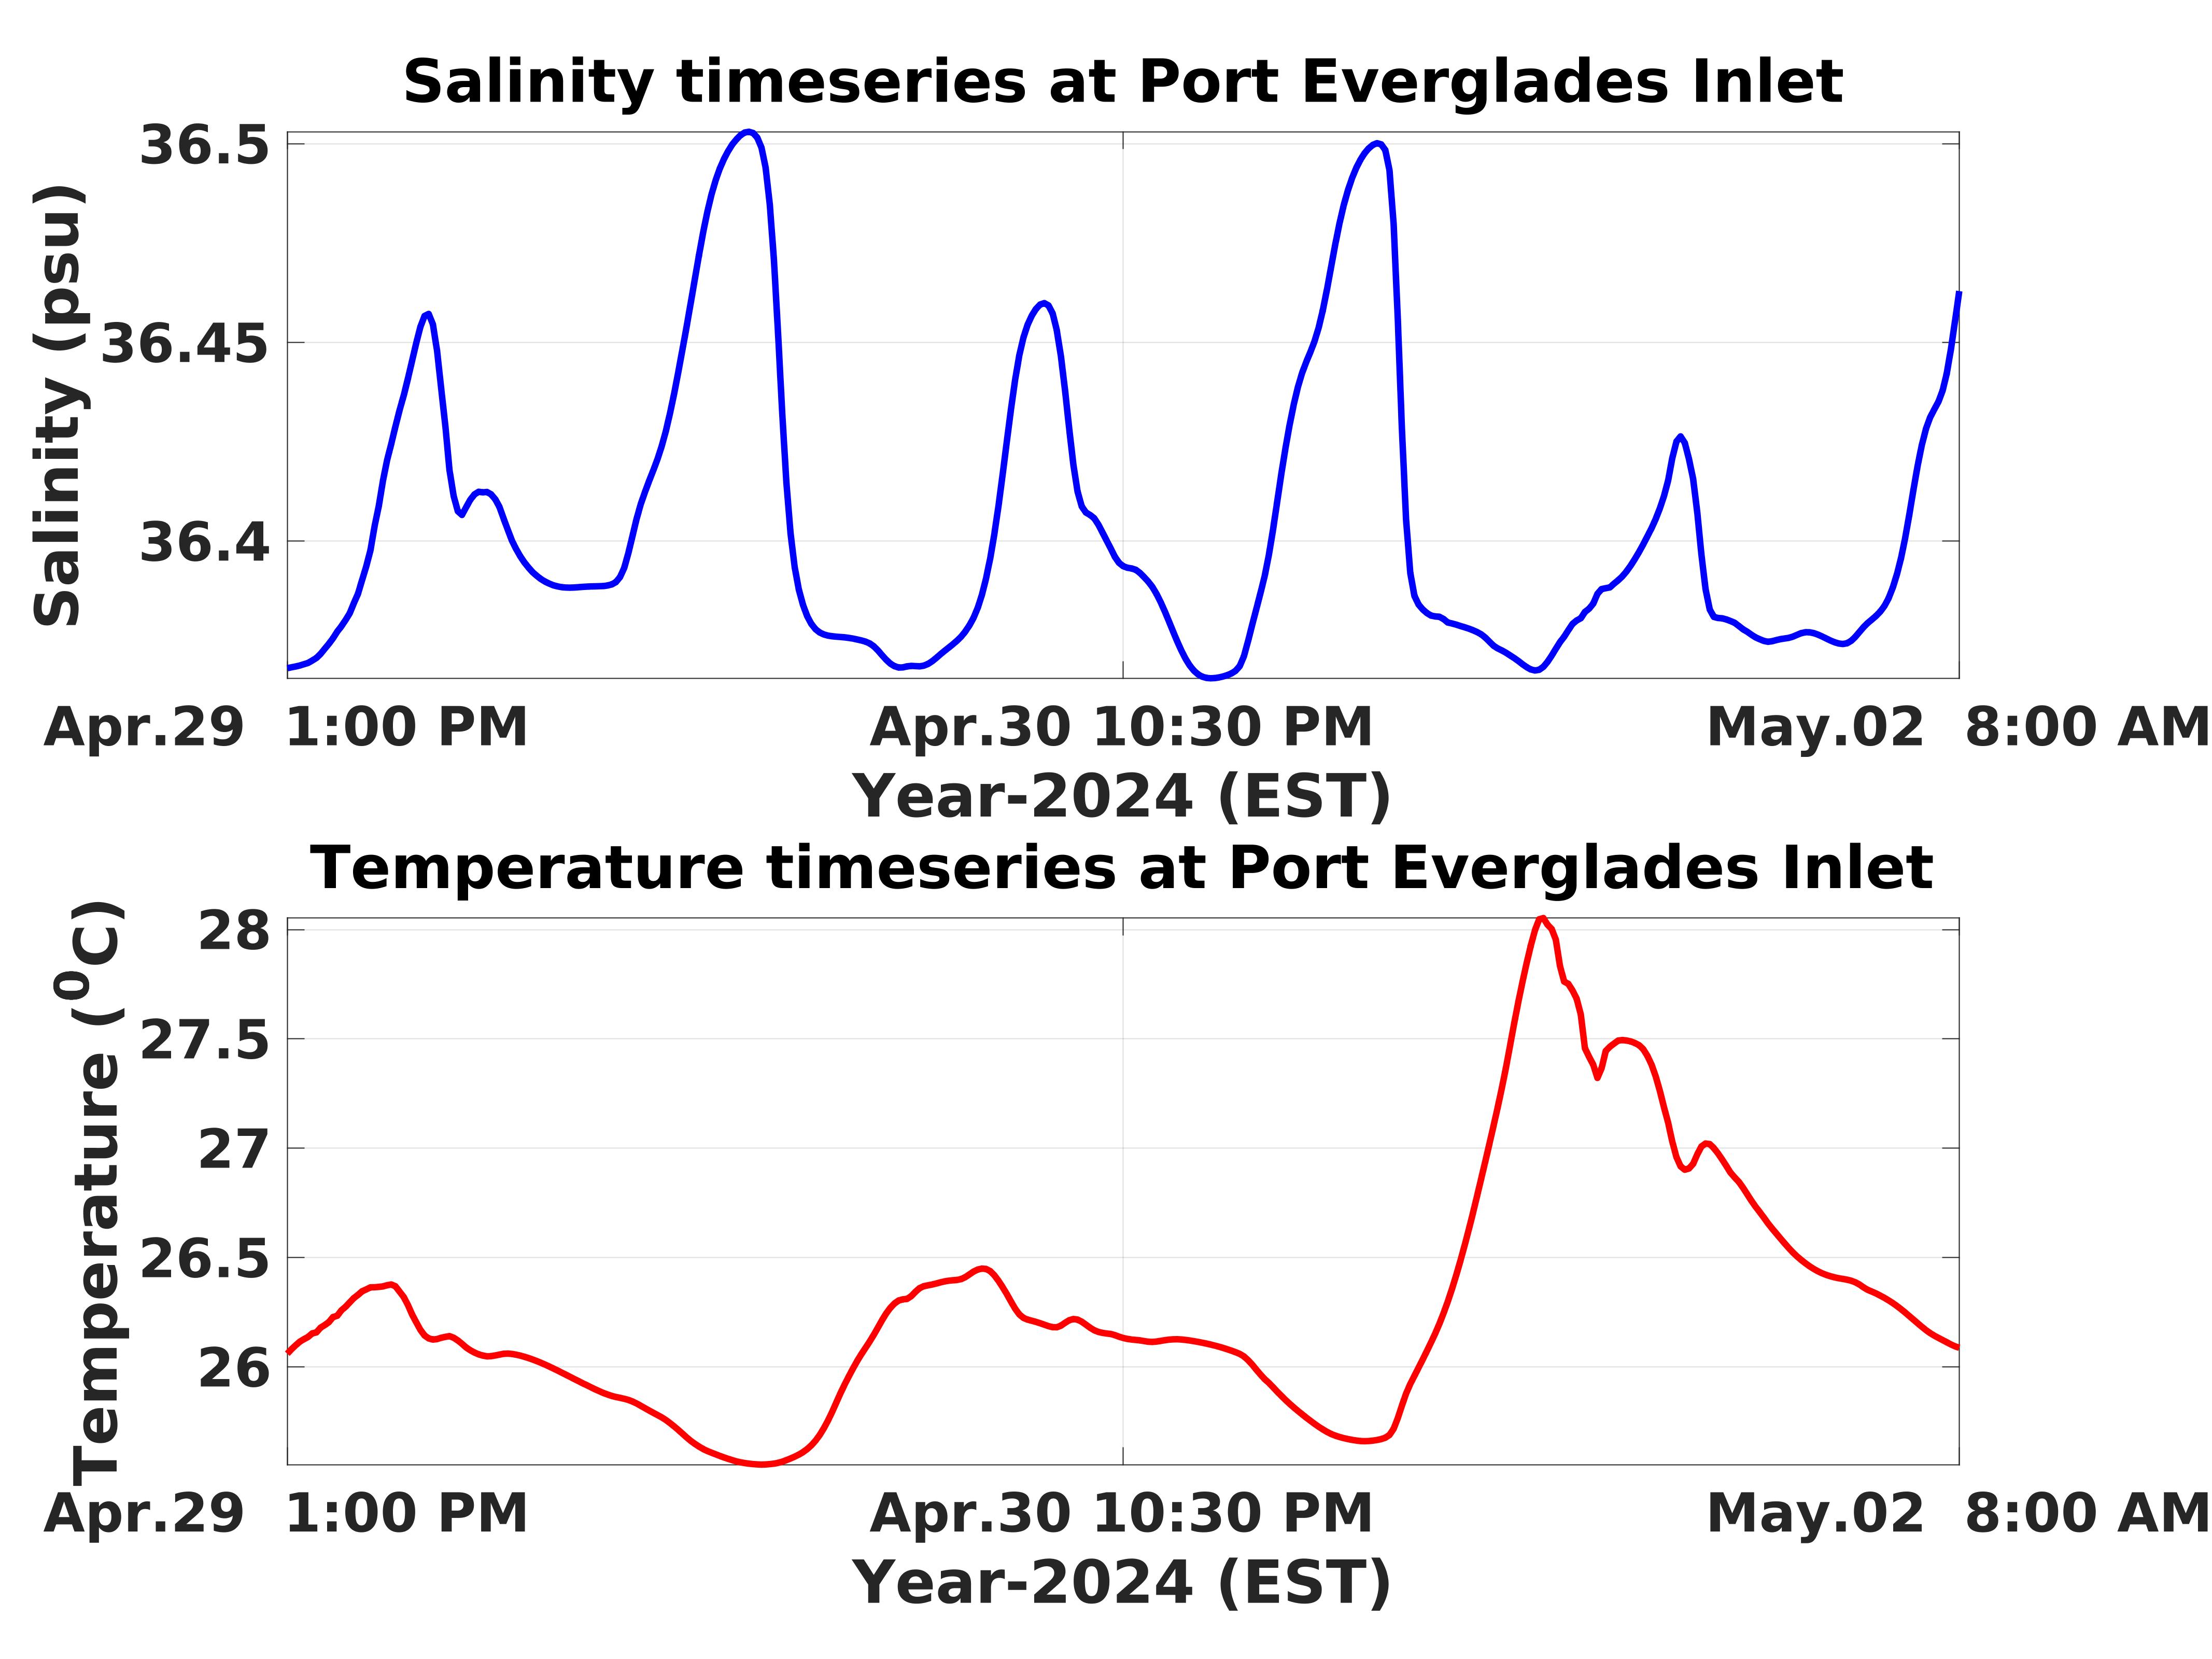 Salinity timeseries at Port Everglades Inlet
Salinity (psu)
36.5
36.45
36.4
Apr.29  1:00 PM
Apr.30 10:30 PM
May.02  8:00 AM
Year-2024 (EST)
Temperature timeseries at Port Everglades Inlet
Temperature (⁰C)
28
27.5
27
26.5
26
Apr.29  1:00 PM
Apr.30 10:30 PM
May.02  8:00 AM
Year-2024 (EST)